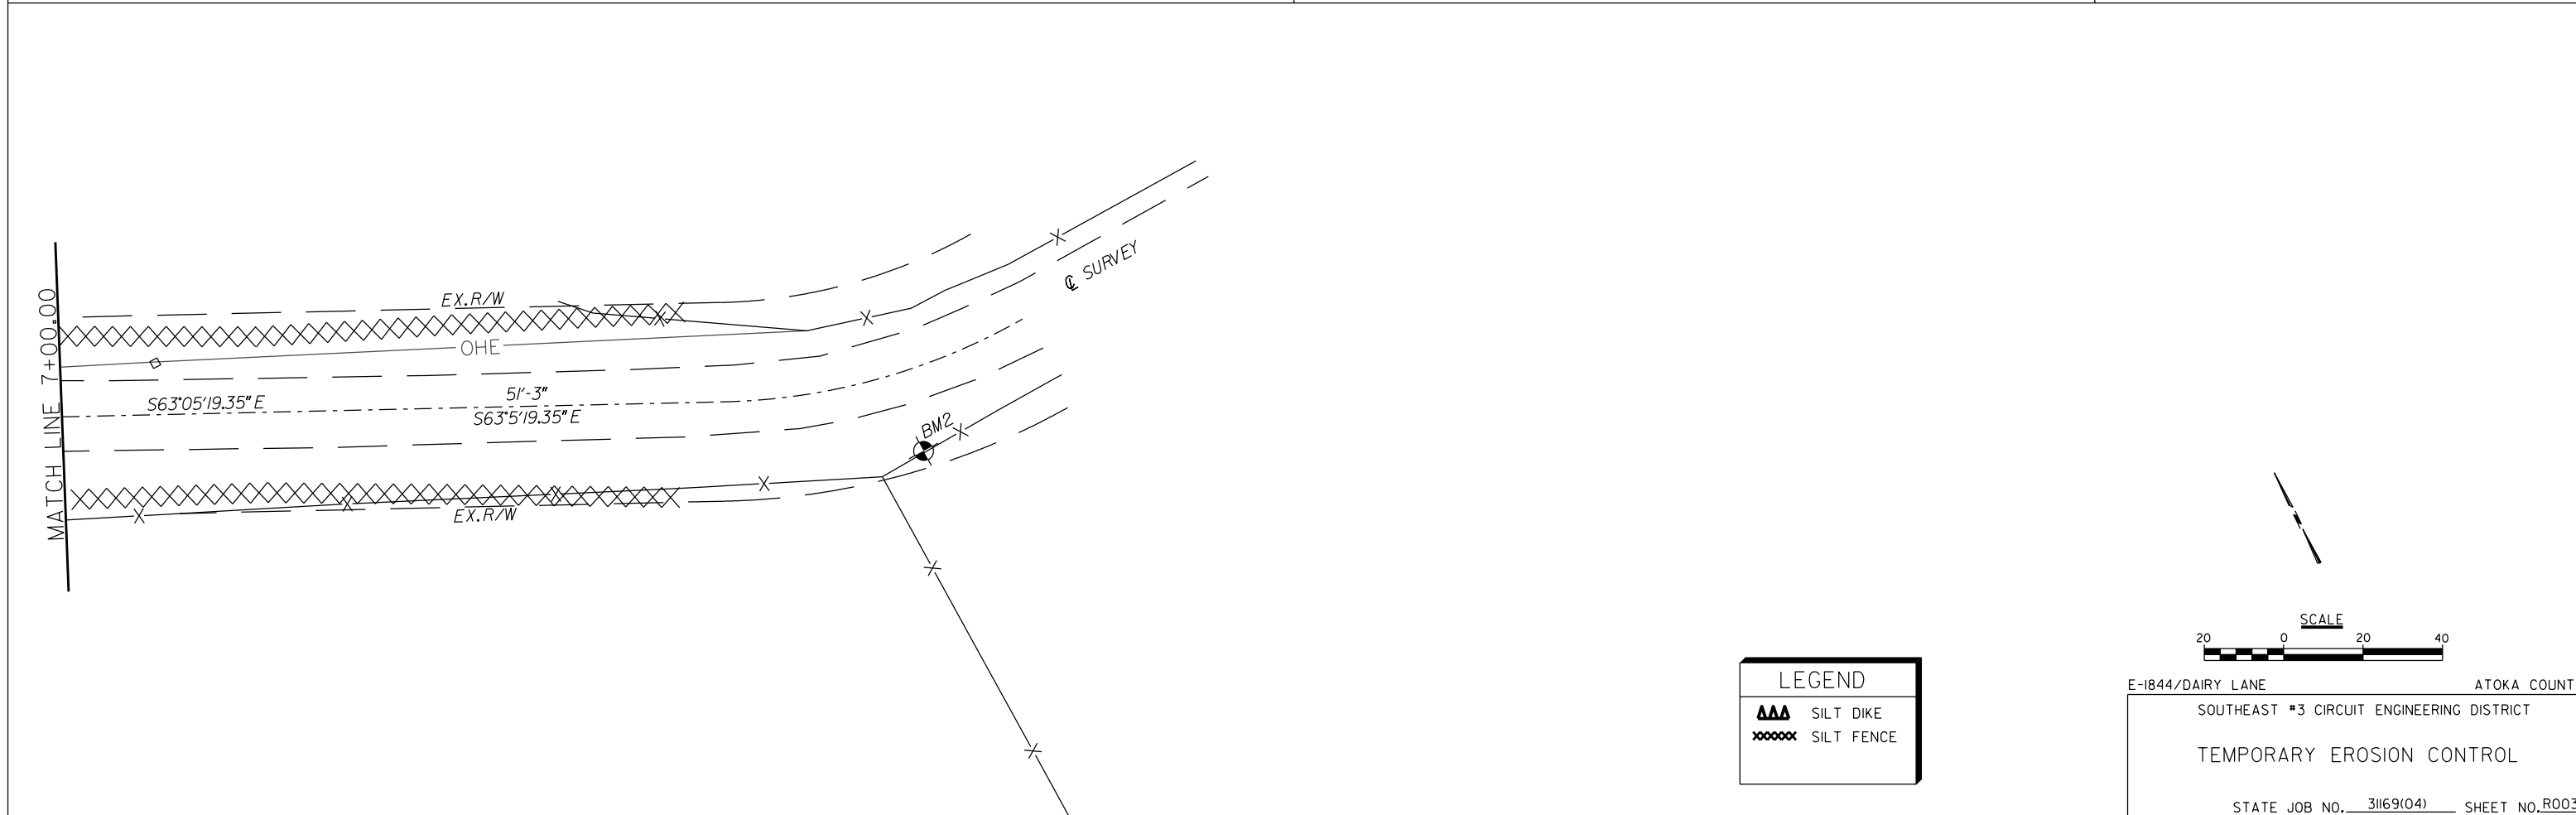 MATCH LINE 7+00.00
EX.R/W
OHE
S63°05'19.35" E
51'-3"
S63°5'19.35" E
EX.R/W
BM2
℄ SURVEY
LEGEND
SILT DIKE
SILT FENCE
SCALE
20 0 20 40
E-1844/DAIRY LANE ATOKA COUNT
SOUTHEAST #3 CIRCUIT ENGINEERING DISTRICT
TEMPORARY EROSION CONTROL
STATE JOB NO. 31169(04) SHEET NO. R003